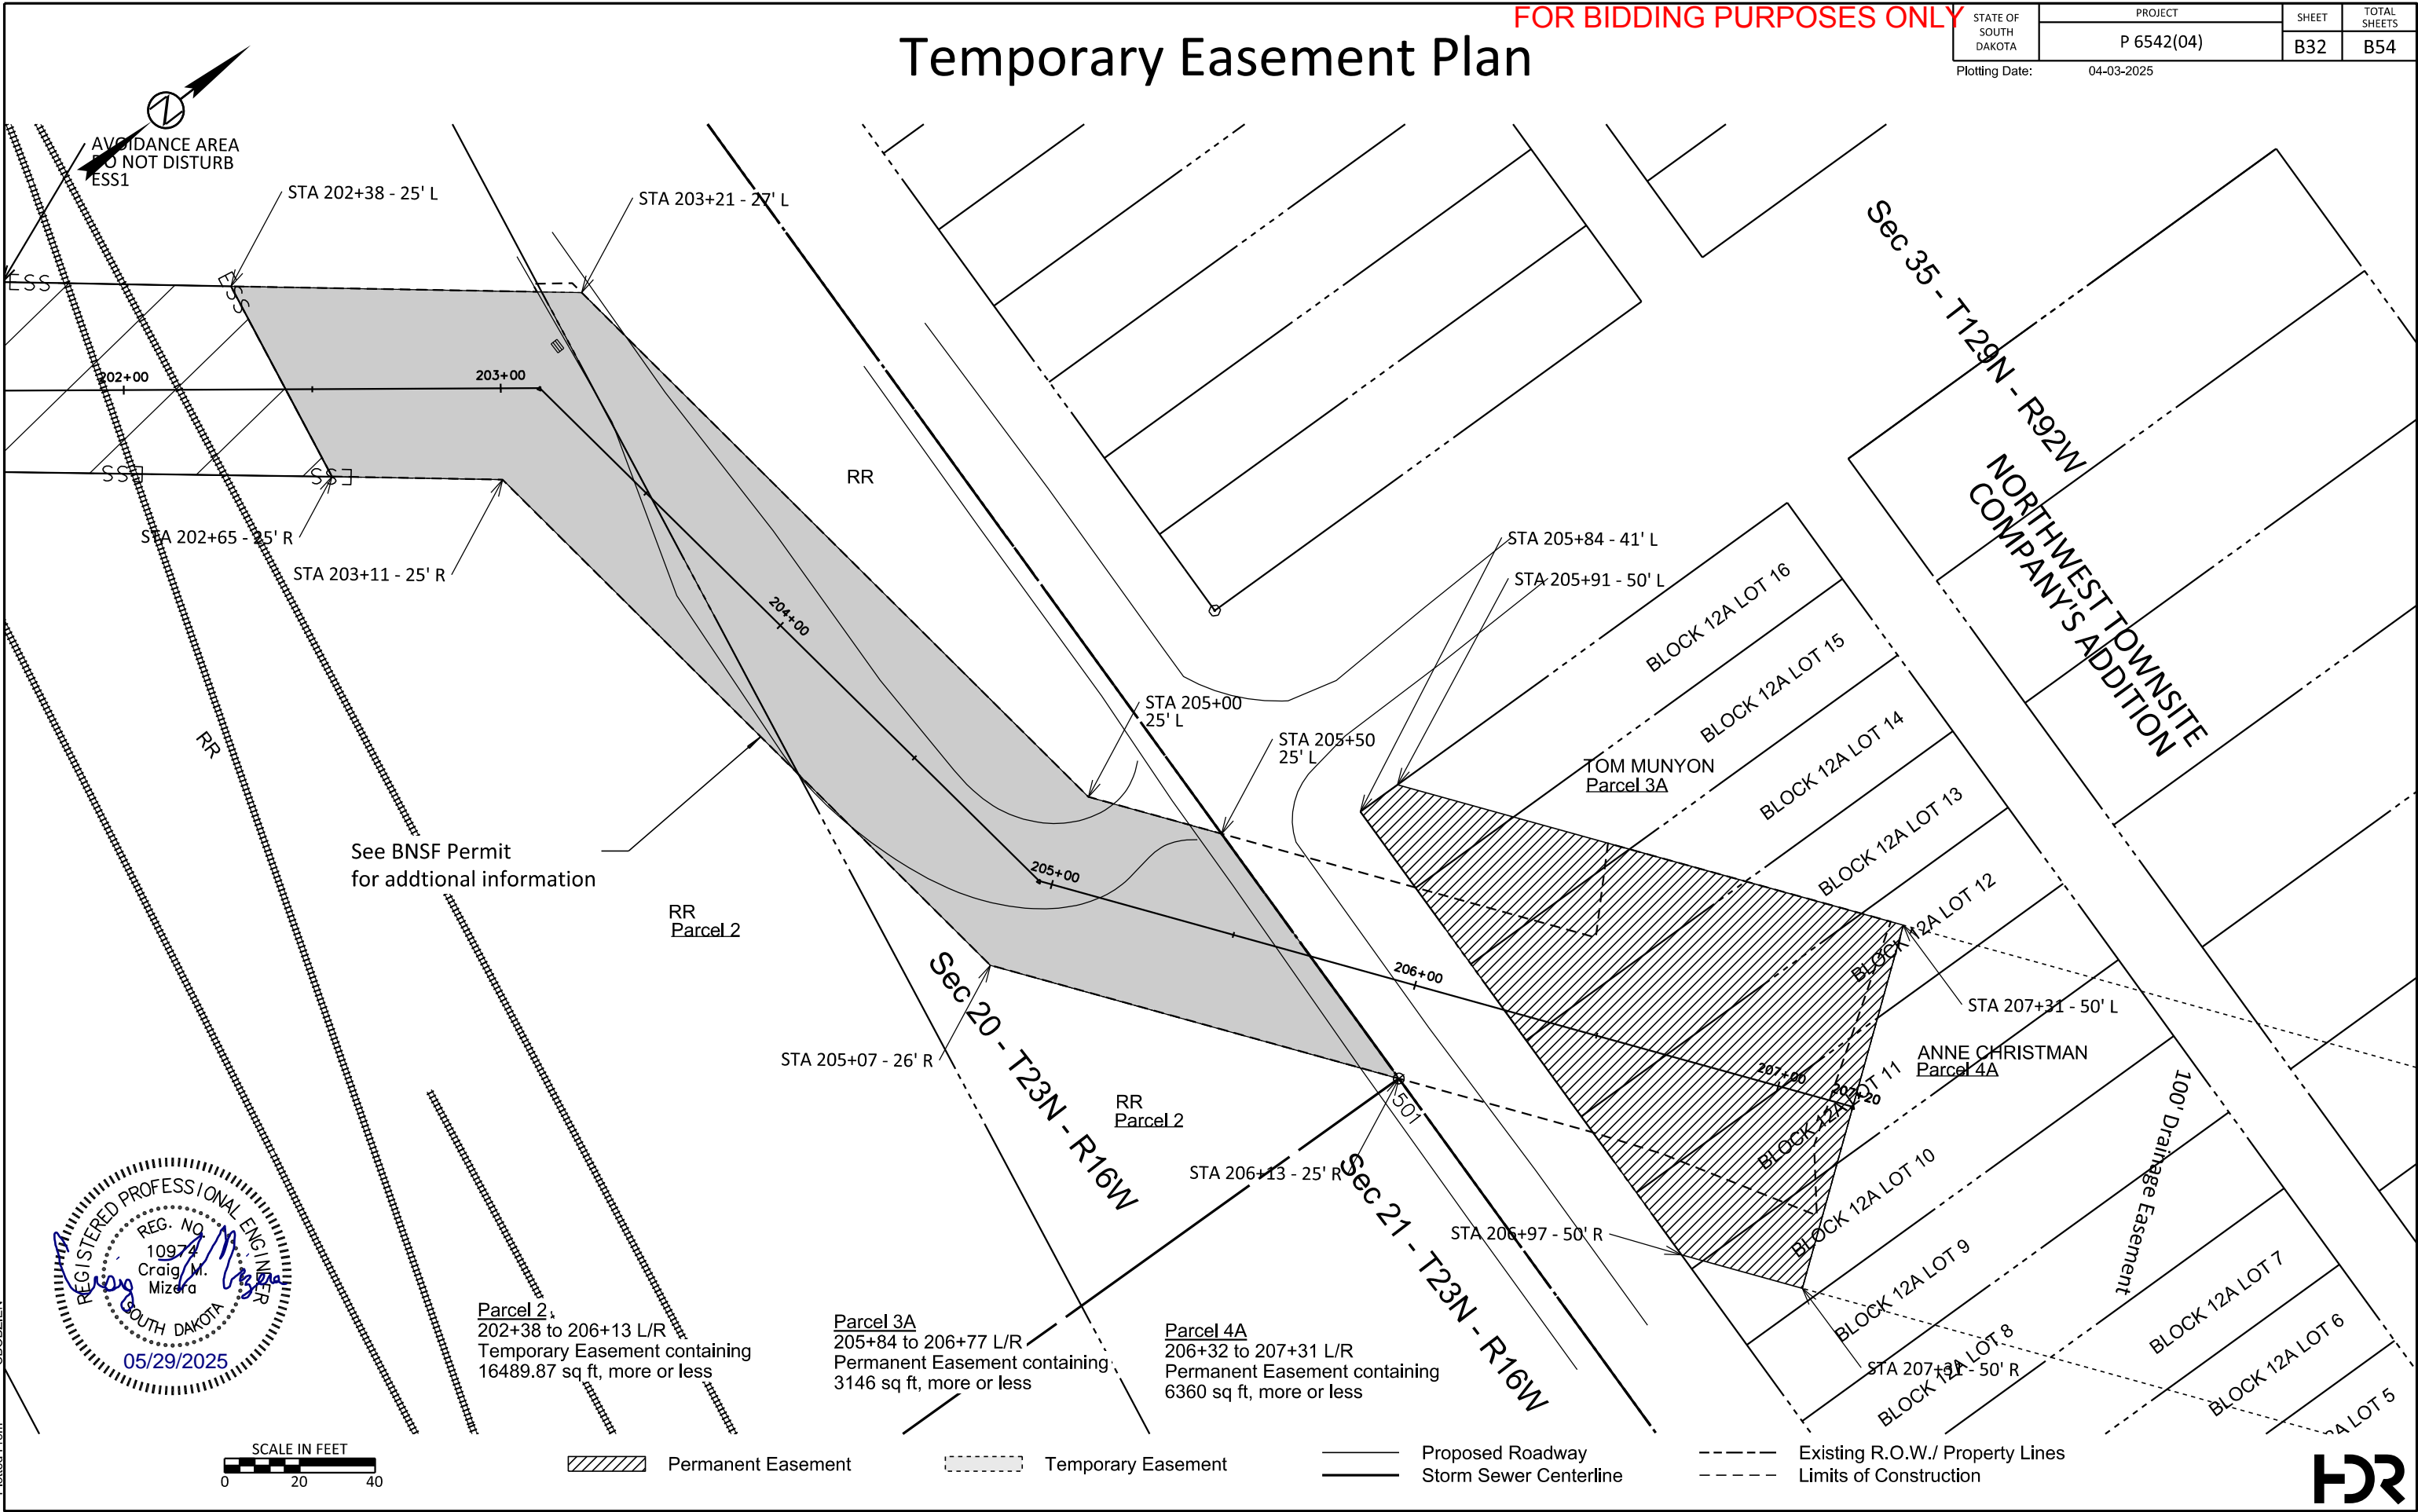 FOR BIDDING PURPOSES ONLY
Temporary Easement Plan
STATE OF
SOUTH
DAKOTA
PROJECT
P 6542(04)
SHEET
B32
TOTAL
SHEETS
B54
Plotting Date: 04-03-2025
AVOIDANCE AREA
DO NOT DISTURB
ESS1
STA 202+38 - 25' L
STA 203+21 - 27' L
ESS
ESS
202+00
203+00
ESS
ESS
STA 202+65 - 25' R
STA 203+11 - 25' R
RR
204+00
Sec 35 - T129N - R92W
NORTHWEST TOWNSITE
COMPANY'S ADDITION
STA 205+84 - 41' L
STA 205+91 - 50' L
BLOCK 12A LOT 16
BLOCK 12A LOT 15
BLOCK 12A LOT 14
BLOCK 12A LOT 13
BLOCK 12A LOT 12
BLOCK 12A LOT 11
BLOCK 12A LOT 10
BLOCK 12A LOT 9
BLOCK 12A LOT 8
BLOCK 12A LOT 7
BLOCK 12A LOT 6
A LOT 5
STA 205+00
25' L
STA 205+50
25' L
TOM MUNYON
Parcel 3A
RR
See BNSF Permit
for addtional information
205+00
RR
Parcel 2
206+00
STA 207+31 - 50' L
ANNE CHRISTMAN
Parcel 4A
207+00
207+20
100' Drainage Easement
STA 205+07 - 26' R
Sec 20 - T23N - R16W
RR
Parcel 2
501
STA 206+13 - 25' R
Sec 21 - T23N - R16W
STA 206+97 - 50' R
STA 207+31 - 50' R
REGISTERED PROFESSIONAL ENGINEER
REG. NO.
10974
Craig M.
Mizera
SOUTH DAKOTA
05/29/2025
Parcel 2
202+38 to 206+13 L/R
Temporary Easement containing
16489.87 sq ft, more or less
Parcel 3A
205+84 to 206+77 L/R
Permanent Easement containing
3146 sq ft, more or less
Parcel 4A
206+32 to 207+31 L/R
Permanent Easement containing
6360 sq ft, more or less
SCALE IN FEET
0 20 40
Permanent Easement
Temporary Easement
Proposed Roadway
Storm Sewer Centerline
Existing R.O.W./ Property Lines
Limits of Construction
HDR